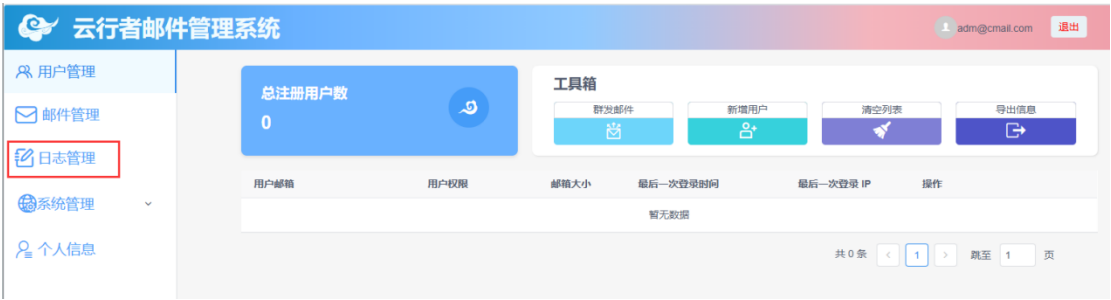 云行者邮件管理系统
adm@cmail.com 退出
用户管理
邮件管理
日志管理
系统管理
个人信息
总注册用户数
0
工具箱
群发邮件 新增用户 清空列表 导出信息
用户邮箱 用户权限 邮箱大小 最后一次登录时间 最后一次登录 IP 操作
暂无数据
共 0 条 < 1 > 跳至 1 页